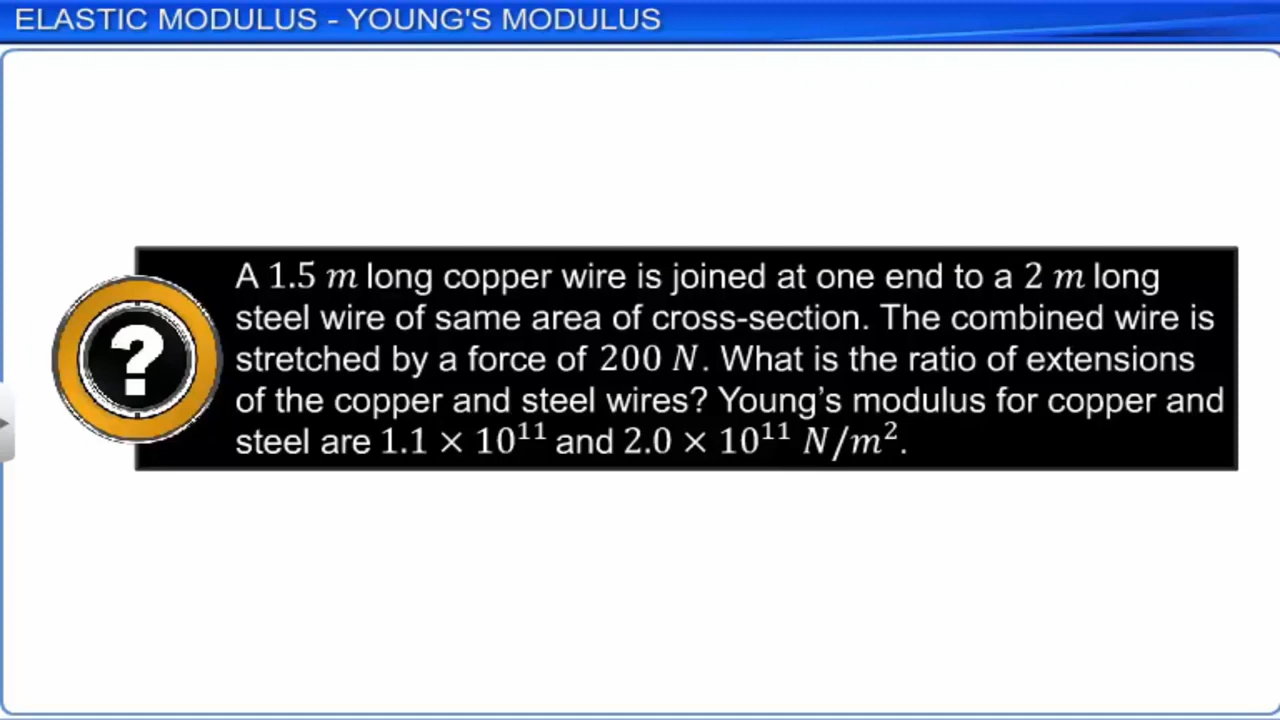 ELASTIC MODULUS - YOUNG'S MODULUS
A 1.5 m long copper wire is joined at one end to a 2 m long
steel wire of same area of cross-section. The combined wire is
stretched by a force of 200 N. What is the ratio of extensions
of the copper and steel wires? Young’s modulus for copper and
steel are 1.1 × 10¹¹ and 2.0 × 10¹¹ N/m².
?